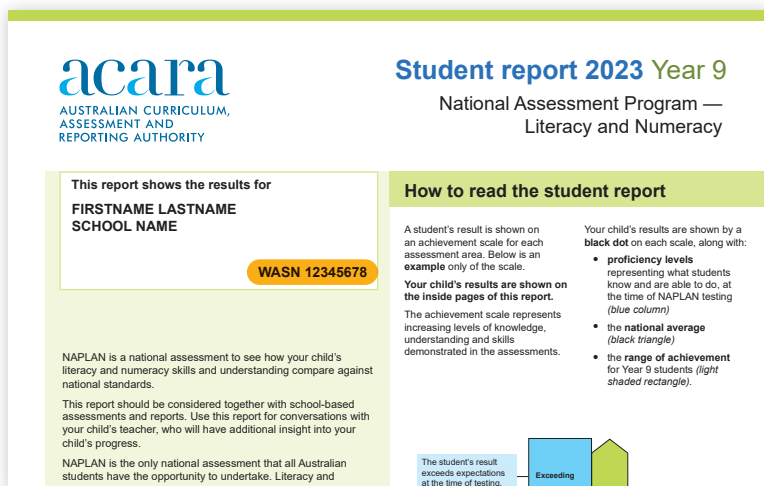 acara
AUSTRALIAN CURRICULUM,
ASSESSMENT AND
REPORTING AUTHORITY
Student report 2023 Year 9
National Assessment Program —
Literacy and Numeracy
This report shows the results for
FIRSTNAME LASTNAME
SCHOOL NAME
WASN 12345678
NAPLAN is a national assessment to see how your child’s
literacy and numeracy skills and understanding compare against
national standards.
This report should be considered together with school-based
assessments and reports. Use this report for conversations with
your child’s teacher, who will have additional insight into your
child’s progress.
NAPLAN is the only national assessment that all Australian
students have the opportunity to undertake. Literacy and
How to read the student report
A student’s result is shown on
an achievement scale for each
assessment area. Below is an
example only of the scale.
Your child’s results are shown on
the inside pages of this report.
The achievement scale represents
increasing levels of knowledge,
understanding and skills
demonstrated in the assessments.
Your child’s results are shown by a
black dot on each scale, along with:
• proficiency levels
representing what students
know and are able to do, at
the time of NAPLAN testing
(blue column)
• the national average
(black triangle)
• the range of achievement
for Year 9 students (light
shaded rectangle).
The student’s result
exceeds expectations
at the time of testing.
Exceeding